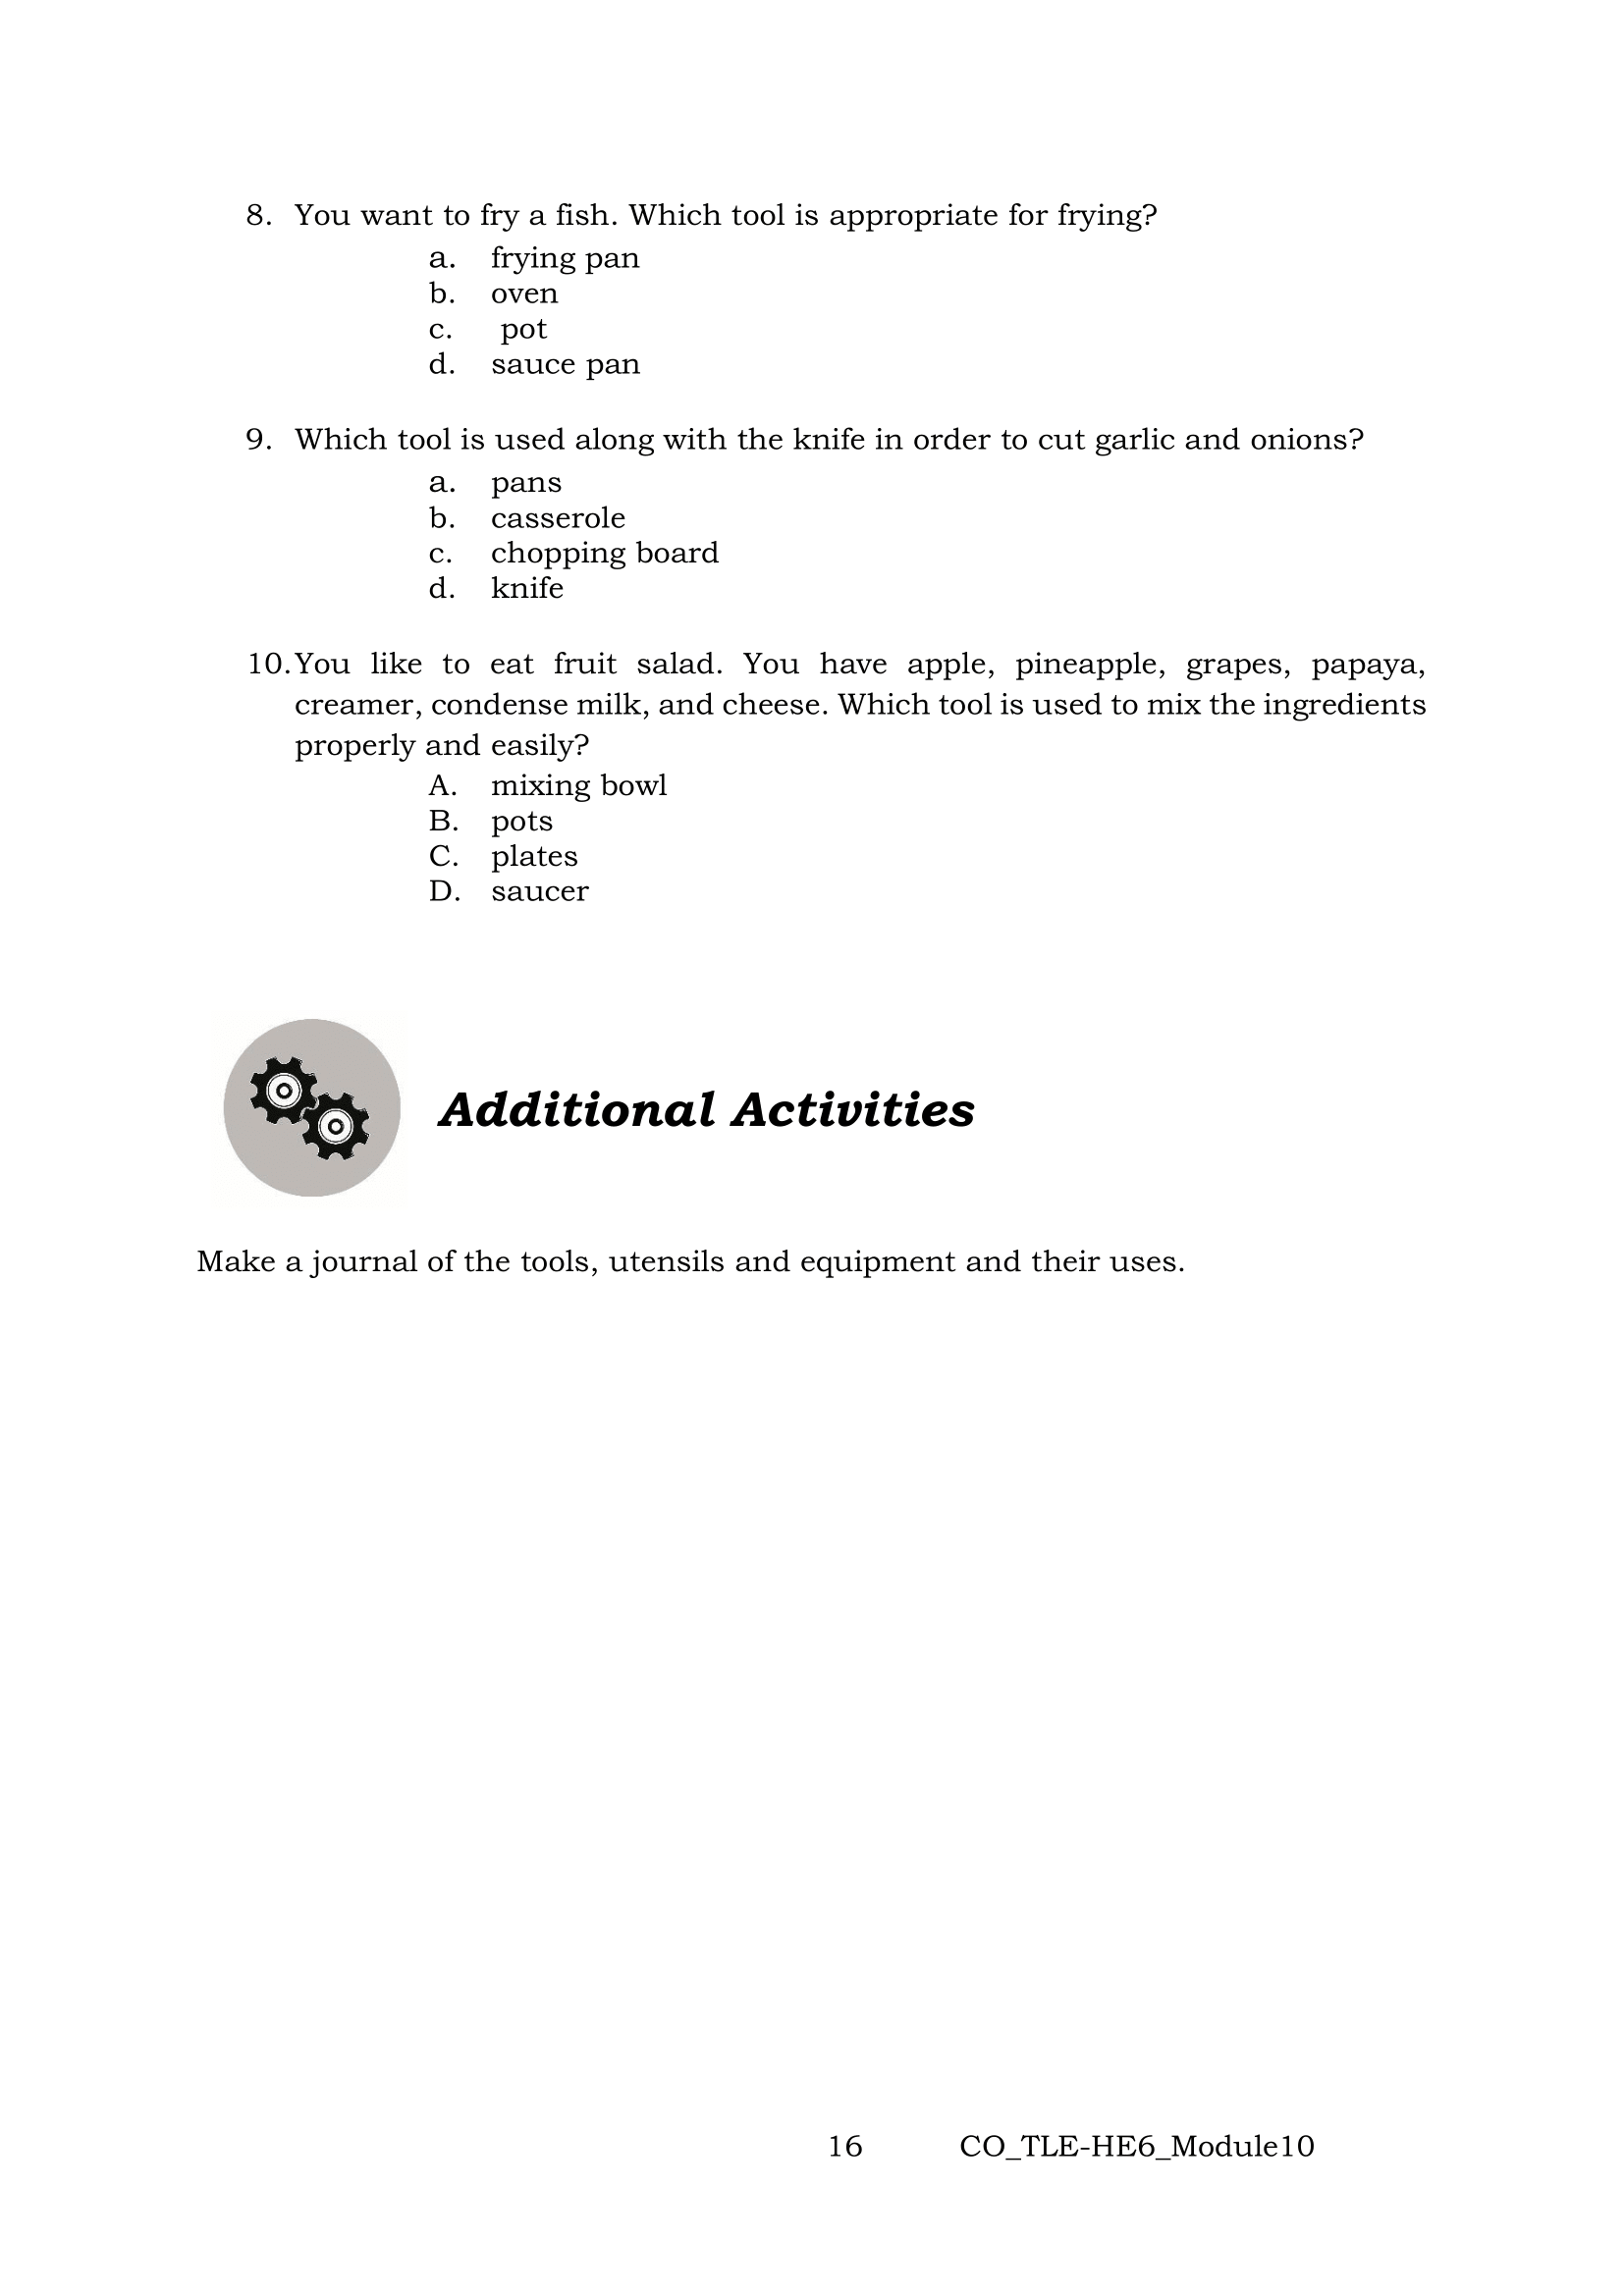 8. You want to fry a fish. Which tool is appropriate for frying?
a. frying pan
b. oven
c. pot
d. sauce pan
9. Which tool is used along with the knife in order to cut garlic and onions?
a. pans
b. casserole
c. chopping board
d. knife
10. You like to eat fruit salad. You have apple, pineapple, grapes, papaya,
creamer, condense milk, and cheese. Which tool is used to mix the ingredients
properly and easily?
A. mixing bowl
B. pots
C. plates
D. saucer
Additional Activities
Make a journal of the tools, utensils and equipment and their uses.
16 CO_TLE-HE6_Module10